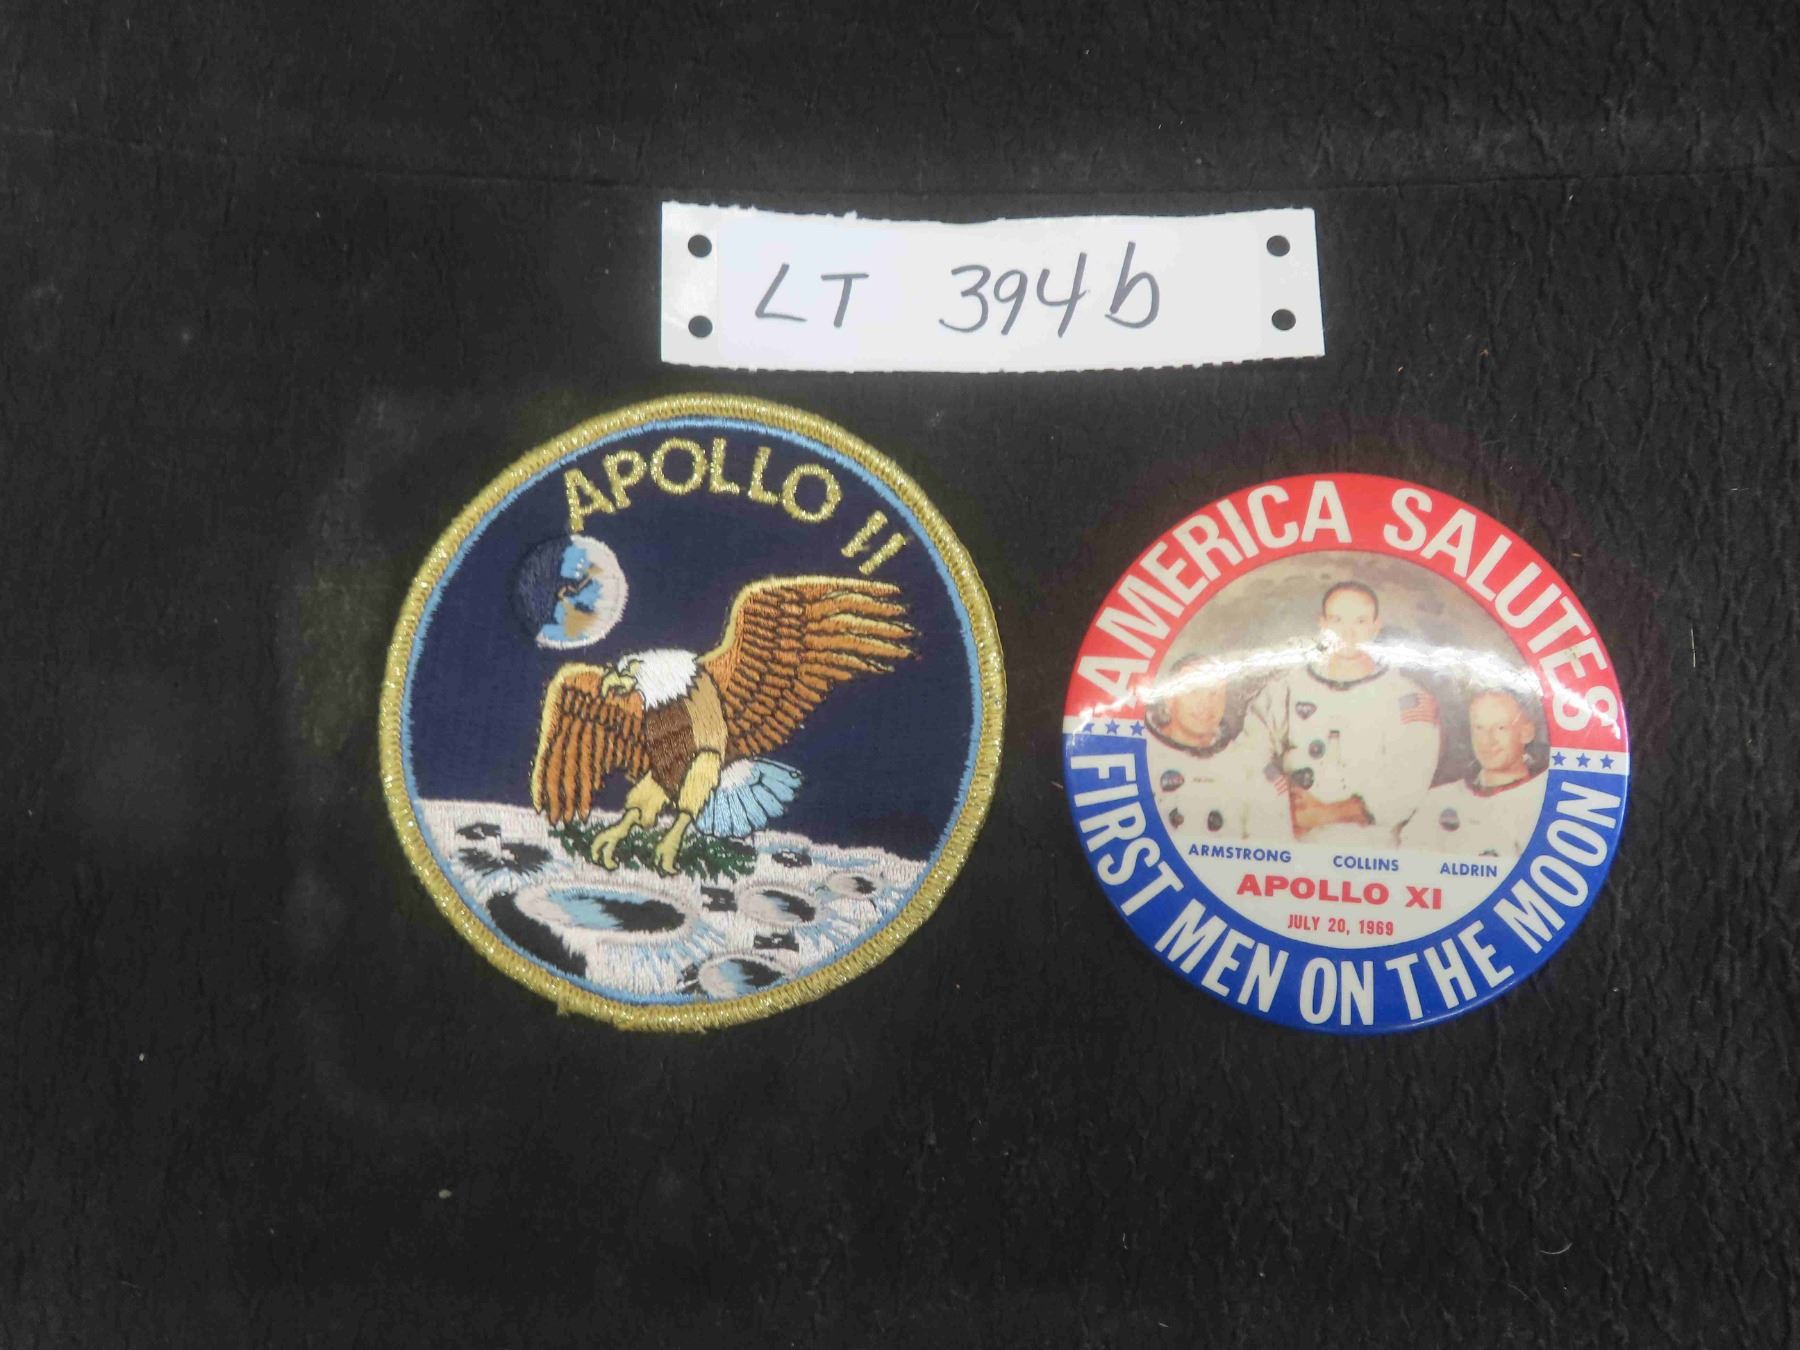 LT 394b
APOLLO 11
AMERICA SALUTES
ARMSTRONG COLLINS ALDRIN
APOLLO XI
JULY 20, 1969
FIRST MEN ON THE MOON